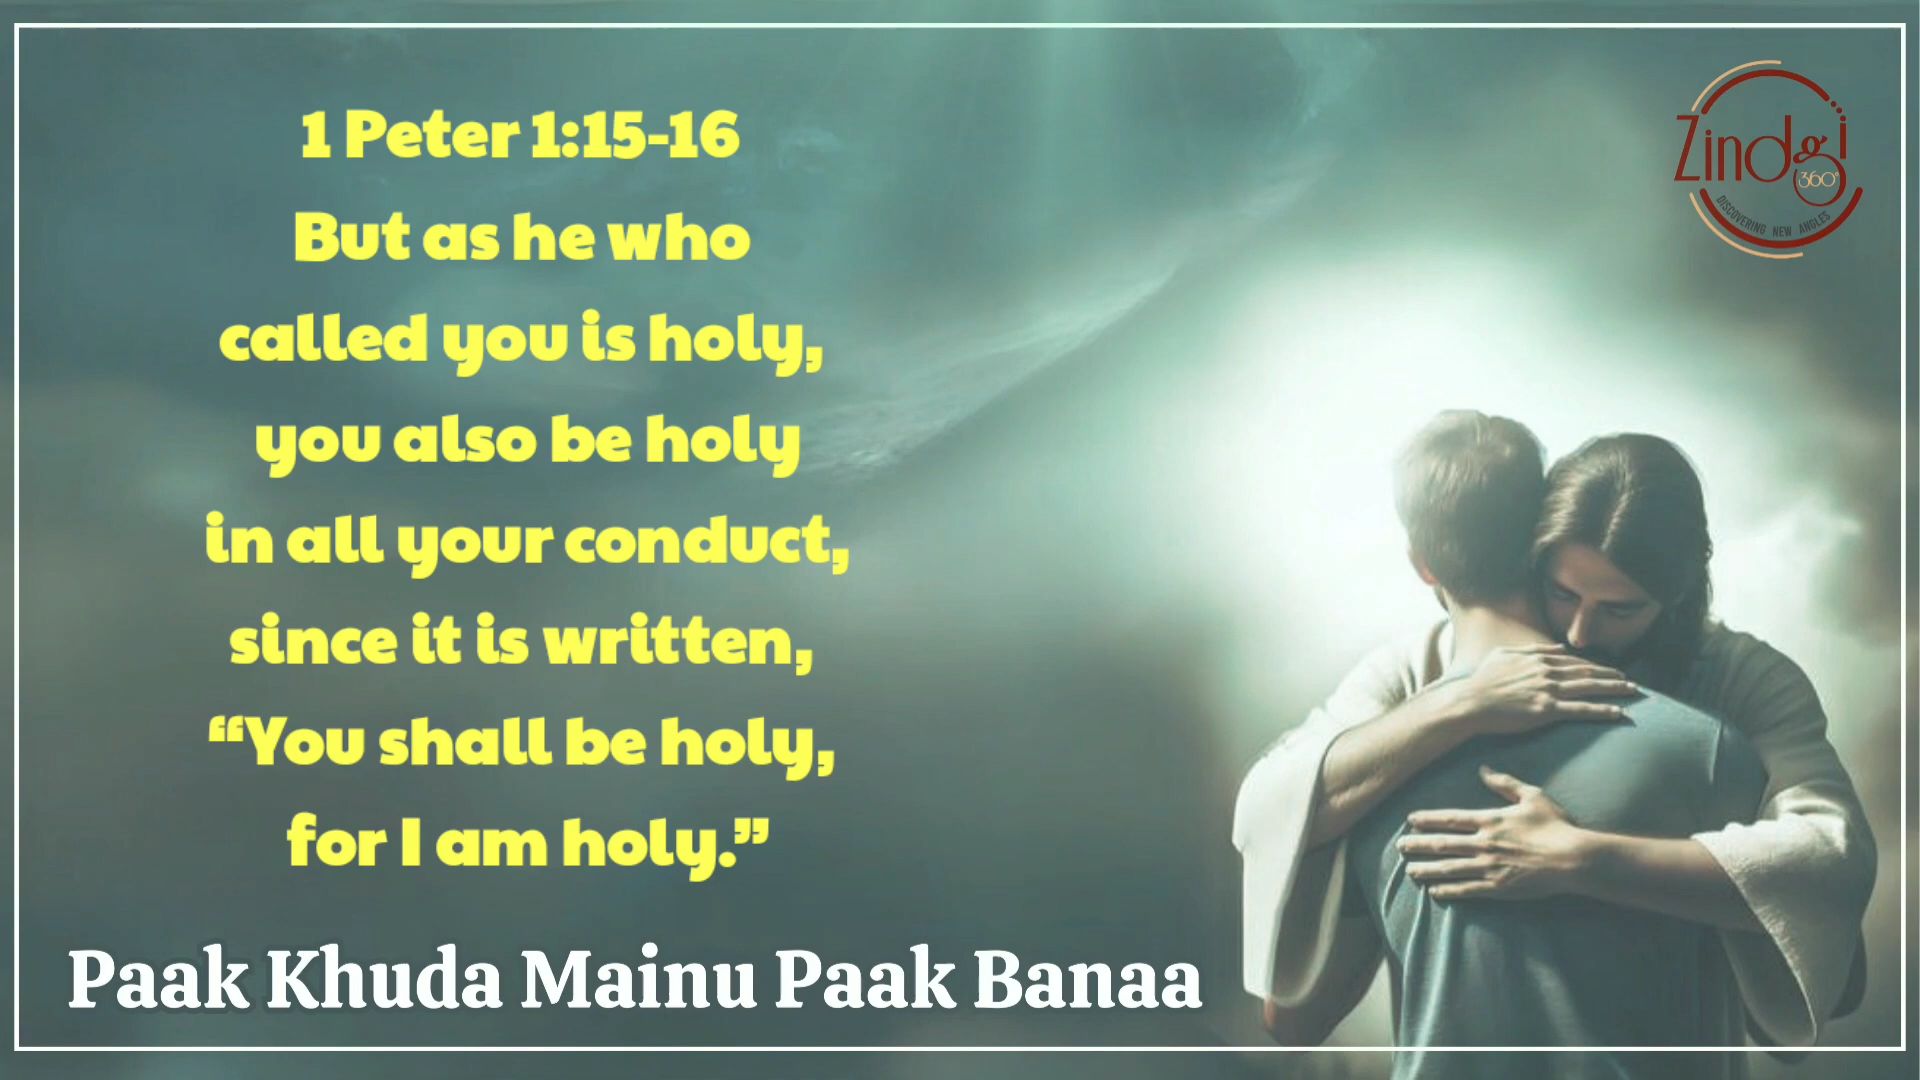 1 Peter 1:15-16
But as he who
called you is holy,
you also be holy
in all your conduct,
since it is written,
“You shall be holy,
for I am holy.”
Paak Khuda Mainu Paak Banaa
Zindgi
360°
DISCOVERING NEW ANGLES